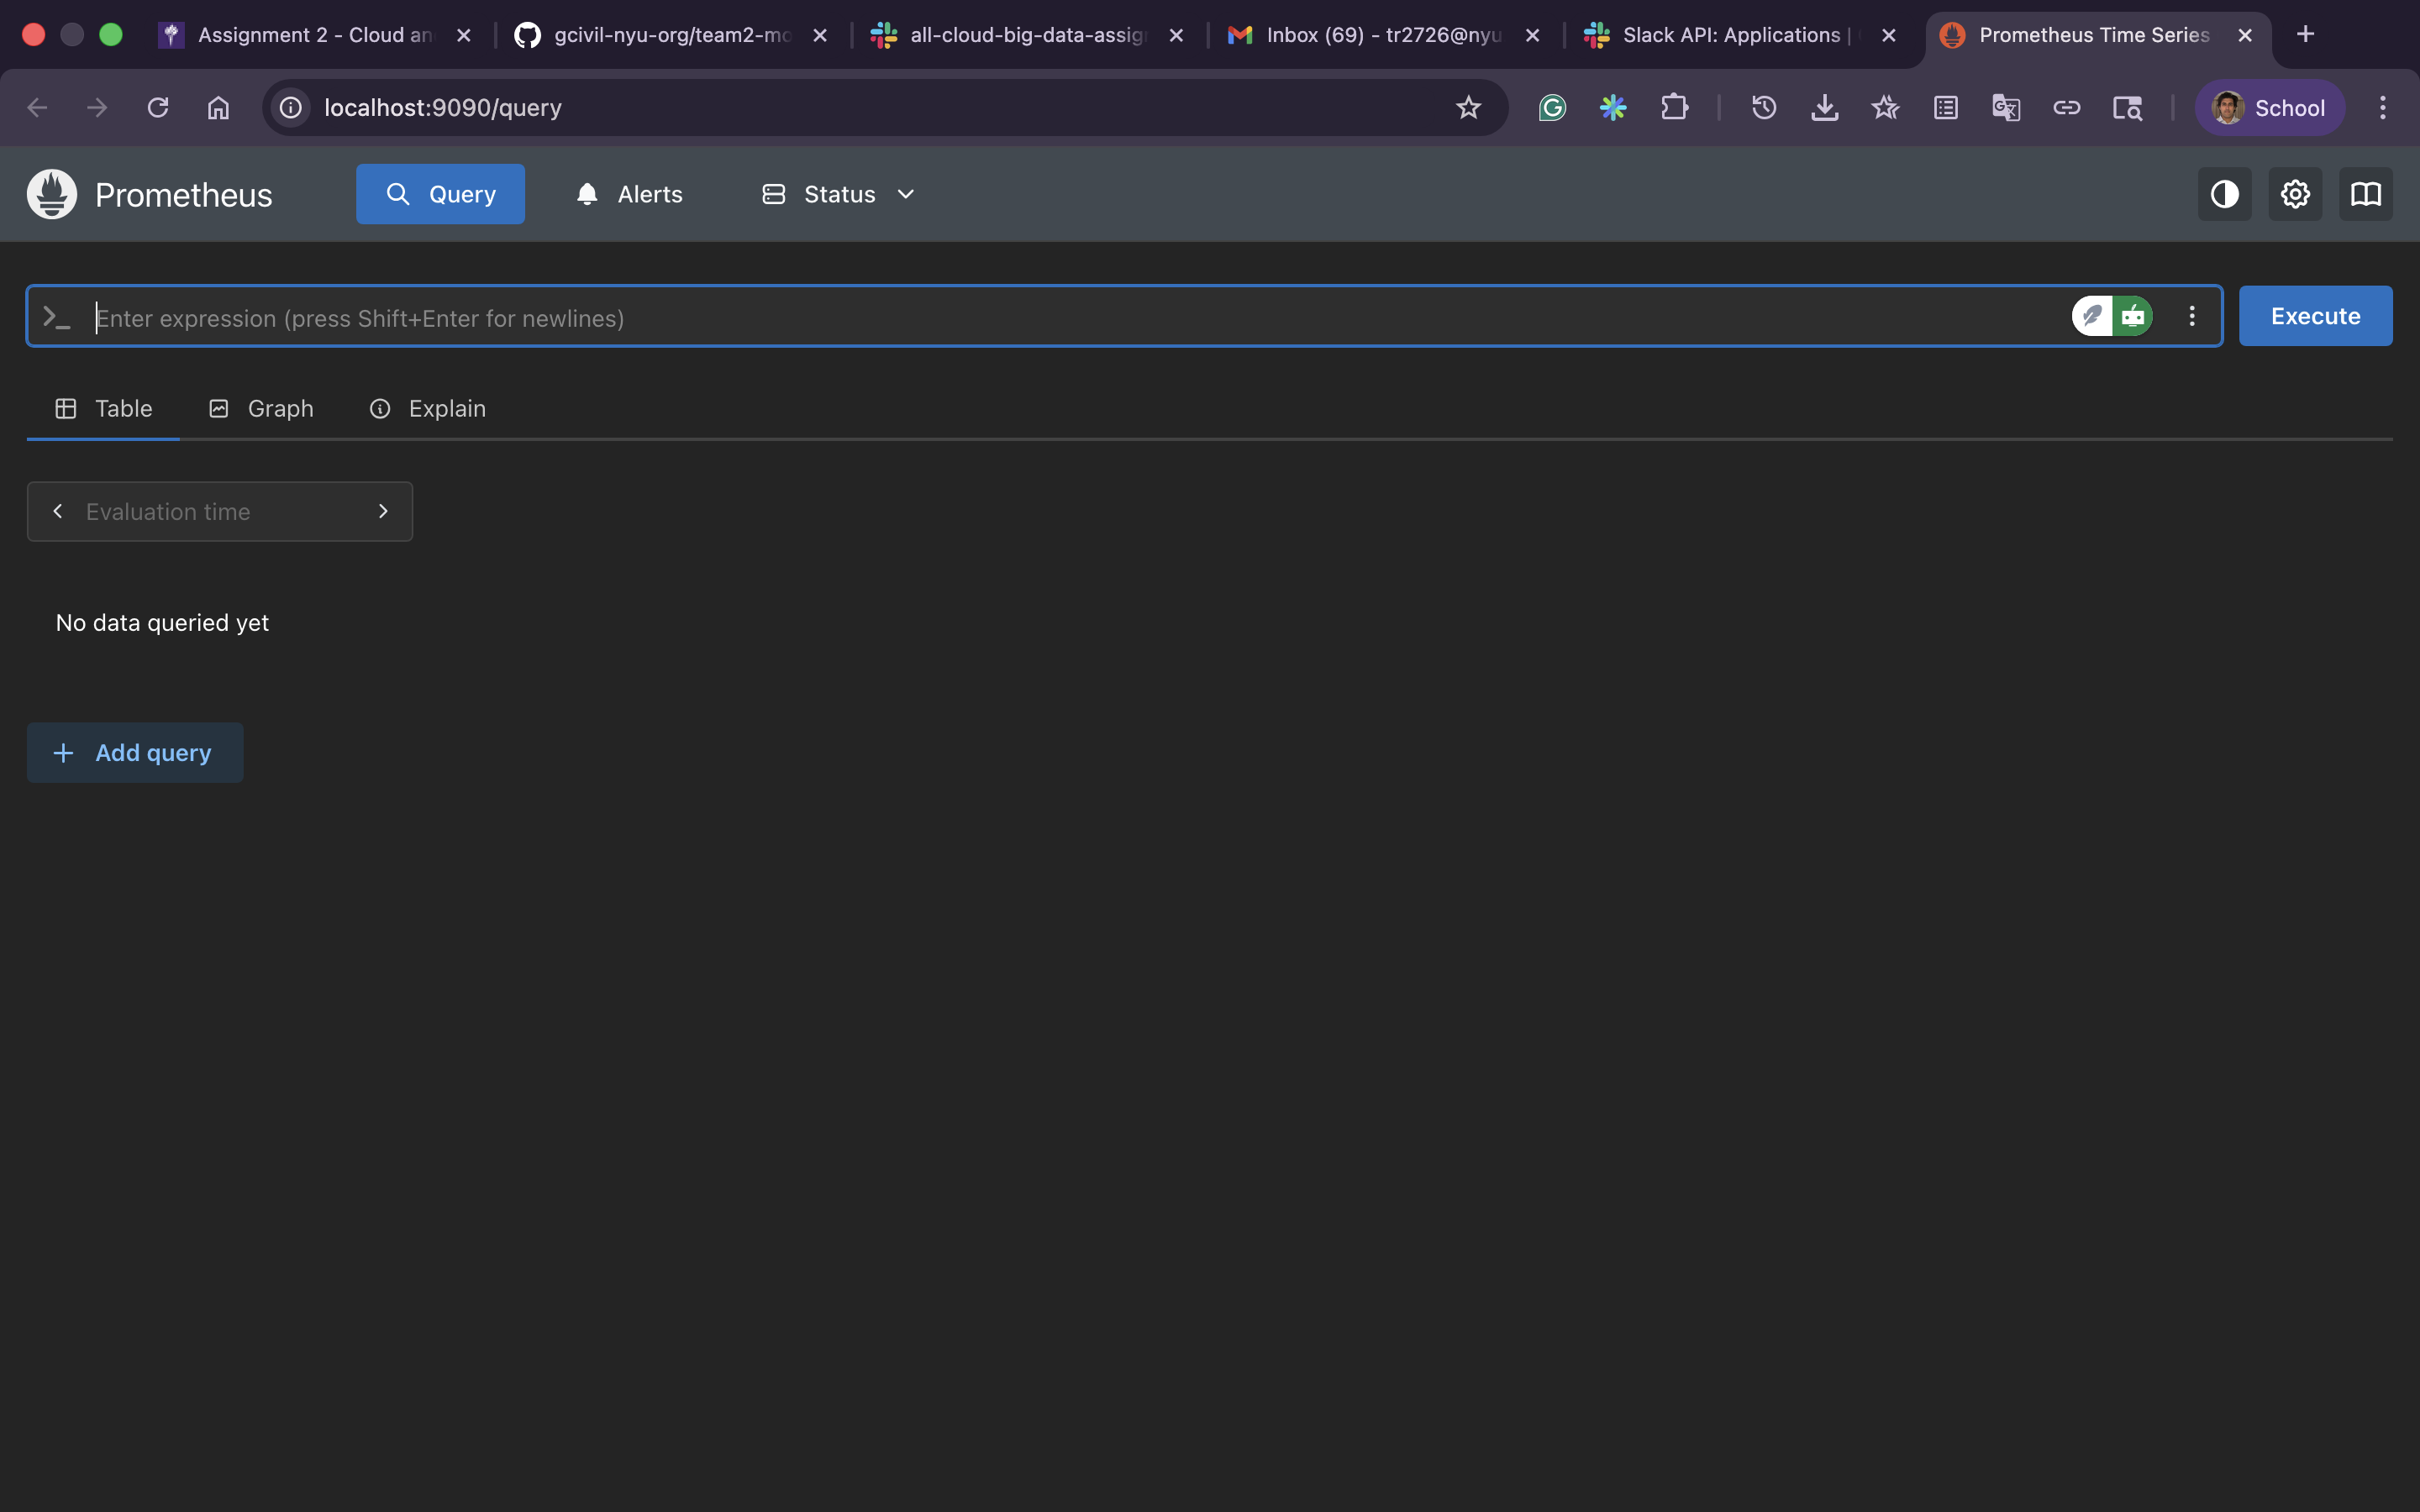 Assignment 2 - Cloud an
gcivil-nyu-org/team2-mo
all-cloud-big-data-assig
Inbox (69) - tr2726@nyu
Slack API: Applications |
Prometheus Time Series
localhost:9090/query
School
Prometheus
Query
Alerts
Status
Enter expression (press Shift+Enter for newlines)
Execute
Table
Graph
Explain
Evaluation time
No data queried yet
Add query